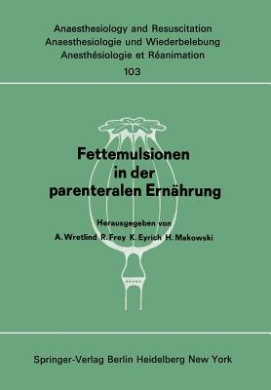 Anaesthesiology and Resuscitation
Anaesthesiologie und Wiederbelebung
Anesthésiologie et Réanimation
103
Fettemulsionen
in der
parenteralen Ernährung
Herausgegeben von
A. Wretlind R. Frey K. Eyrich H. Makowski
Springer-Verlag Berlin Heidelberg New York